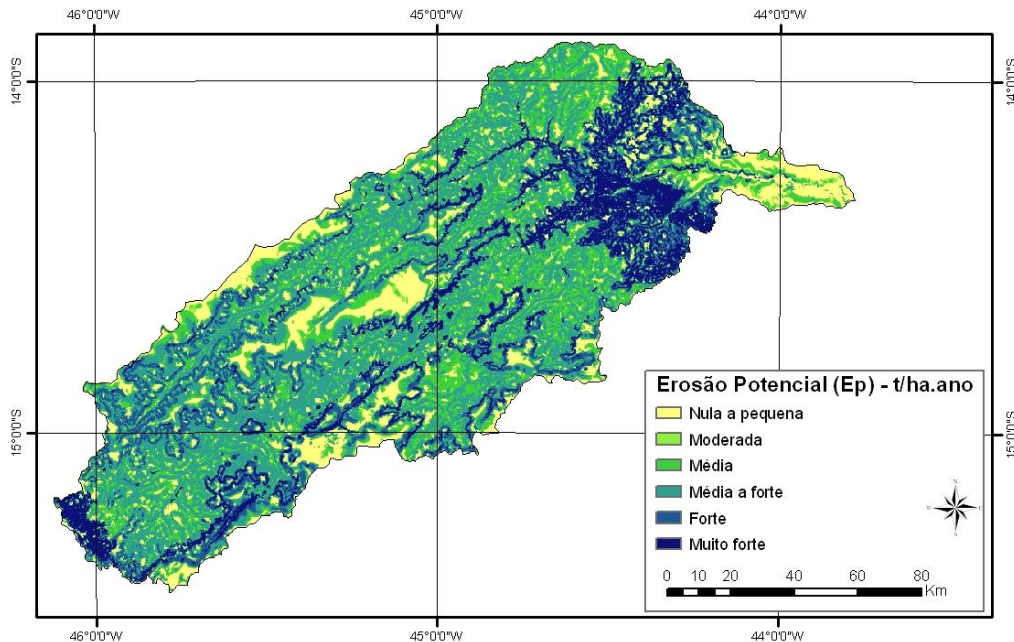 46°0'0"W 45°0'0"W 44°0'0"W
14°0'0"S 14°0'0"S
Erosão Potencial (Ep) - t/ha.ano
Nula a pequena
Moderada
Média
15°0'0"S 15°0'0"S
Média a forte
Forte
Muito forte
0 10 20 40 60 80
Km
46°0'0"W 45°0'0"W 44°0'0"W